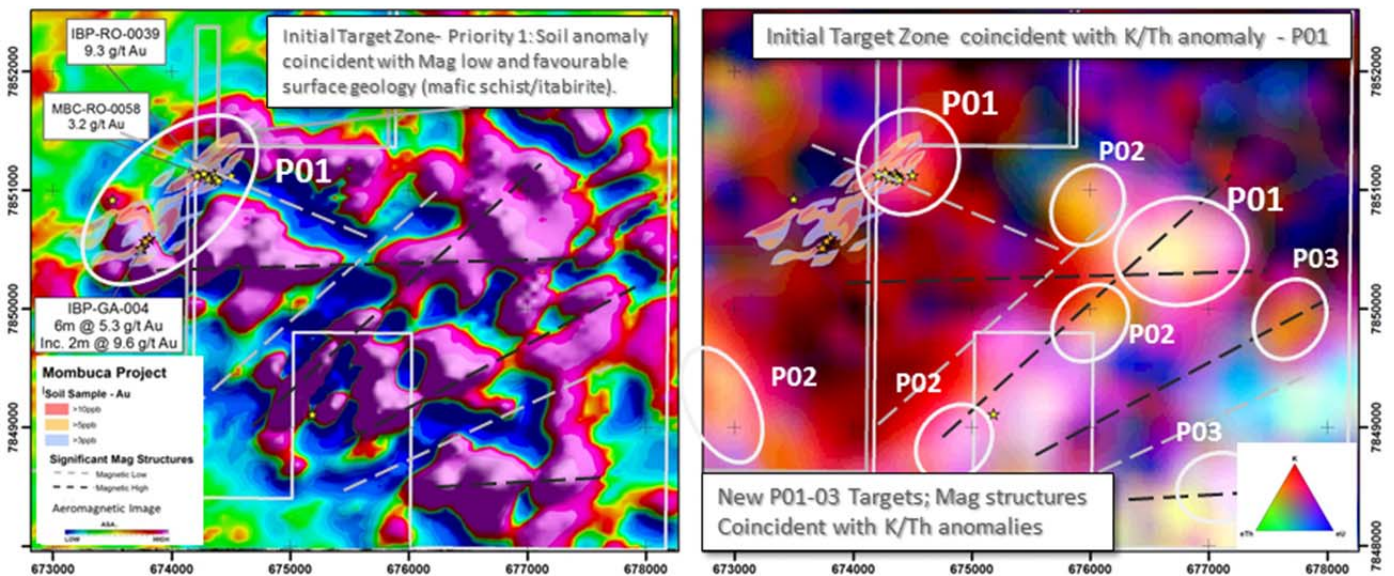 IBP-RO-0039
9.3 g/t Au
MBC-RO-0058
3.2 g/t Au
Initial Target Zone- Priority 1: Soil anomaly
coincident with Mag low and favourable
surface geology (mafic schist/itabirite).
P01
IBP-GA-004
6m @ 5.3 g/t Au
Inc. 2m @ 9.6 g/t Au
Mombuca Project
Soil Sample - Au
>10ppb
>5ppb
>3ppb
Significant Mag Structures
Magnetic Low
Magnetic High
Aeromagnetic Image
ASA.
LOW HIGH
7852000
7851000
7850000
7849000
673000 674000 675000 676000 677000 678000
Initial Target Zone coincident with K/Th anomaly - P01
P01
P02
P01
P03
P02
P02
P02
P03
New P01-03 Targets; Mag structures
Coincident with K/Th anomalies
K
eTh eU
7852000
7851000
7850000
7849000
7848000
673000 674000 675000 676000 677000 678000